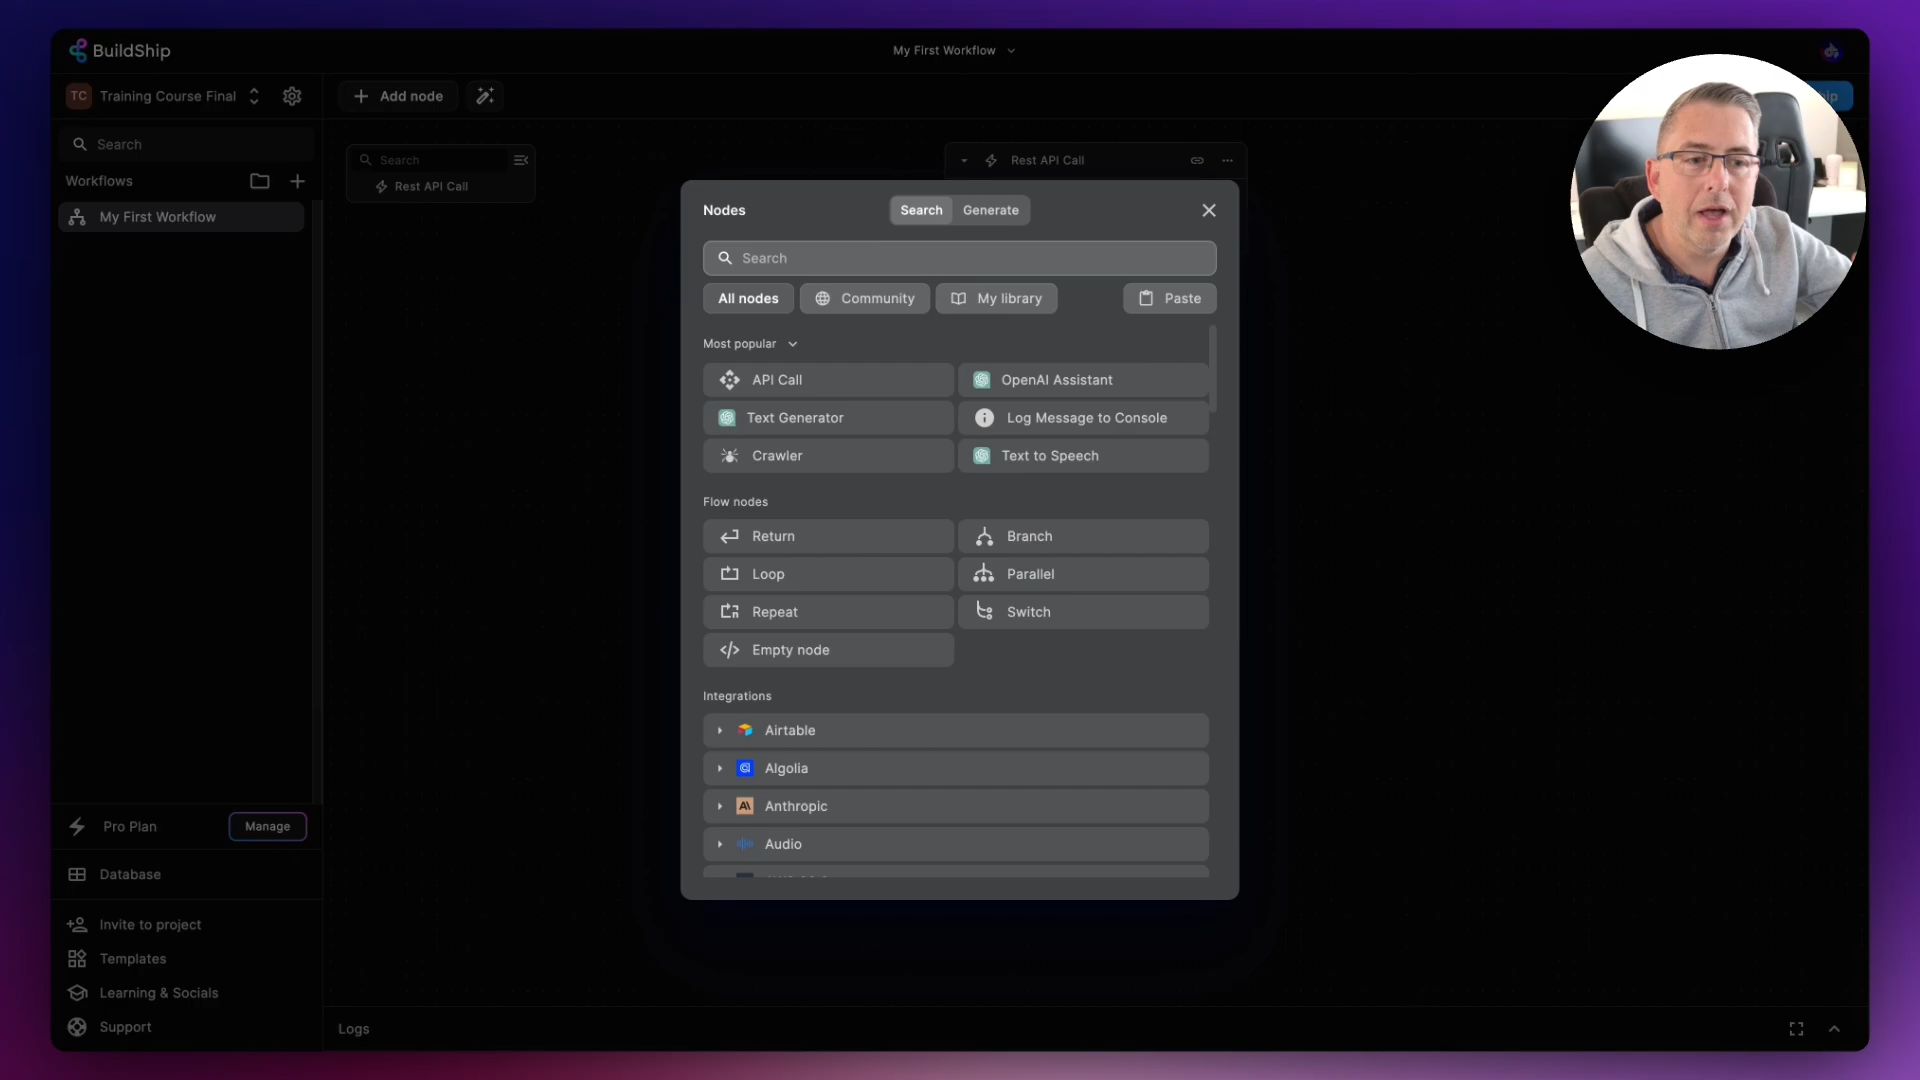 BuildShip
My First Workflow
TC Training Course Final
Add node
Search
Workflows
My First Workflow
Search
Rest API Call
Rest API Call
Nodes
Search
Generate
Search
All nodes
Community
My library
Paste
Most popular
API Call
OpenAI Assistant
Text Generator
Log Message to Console
Crawler
Text to Speech
Flow nodes
Return
Branch
Loop
Parallel
Repeat
Switch
Empty node
Integrations
Airtable
Algolia
Anthropic
Audio
Pro Plan
Manage
Database
Invite to project
Templates
Learning & Socials
Support
Logs